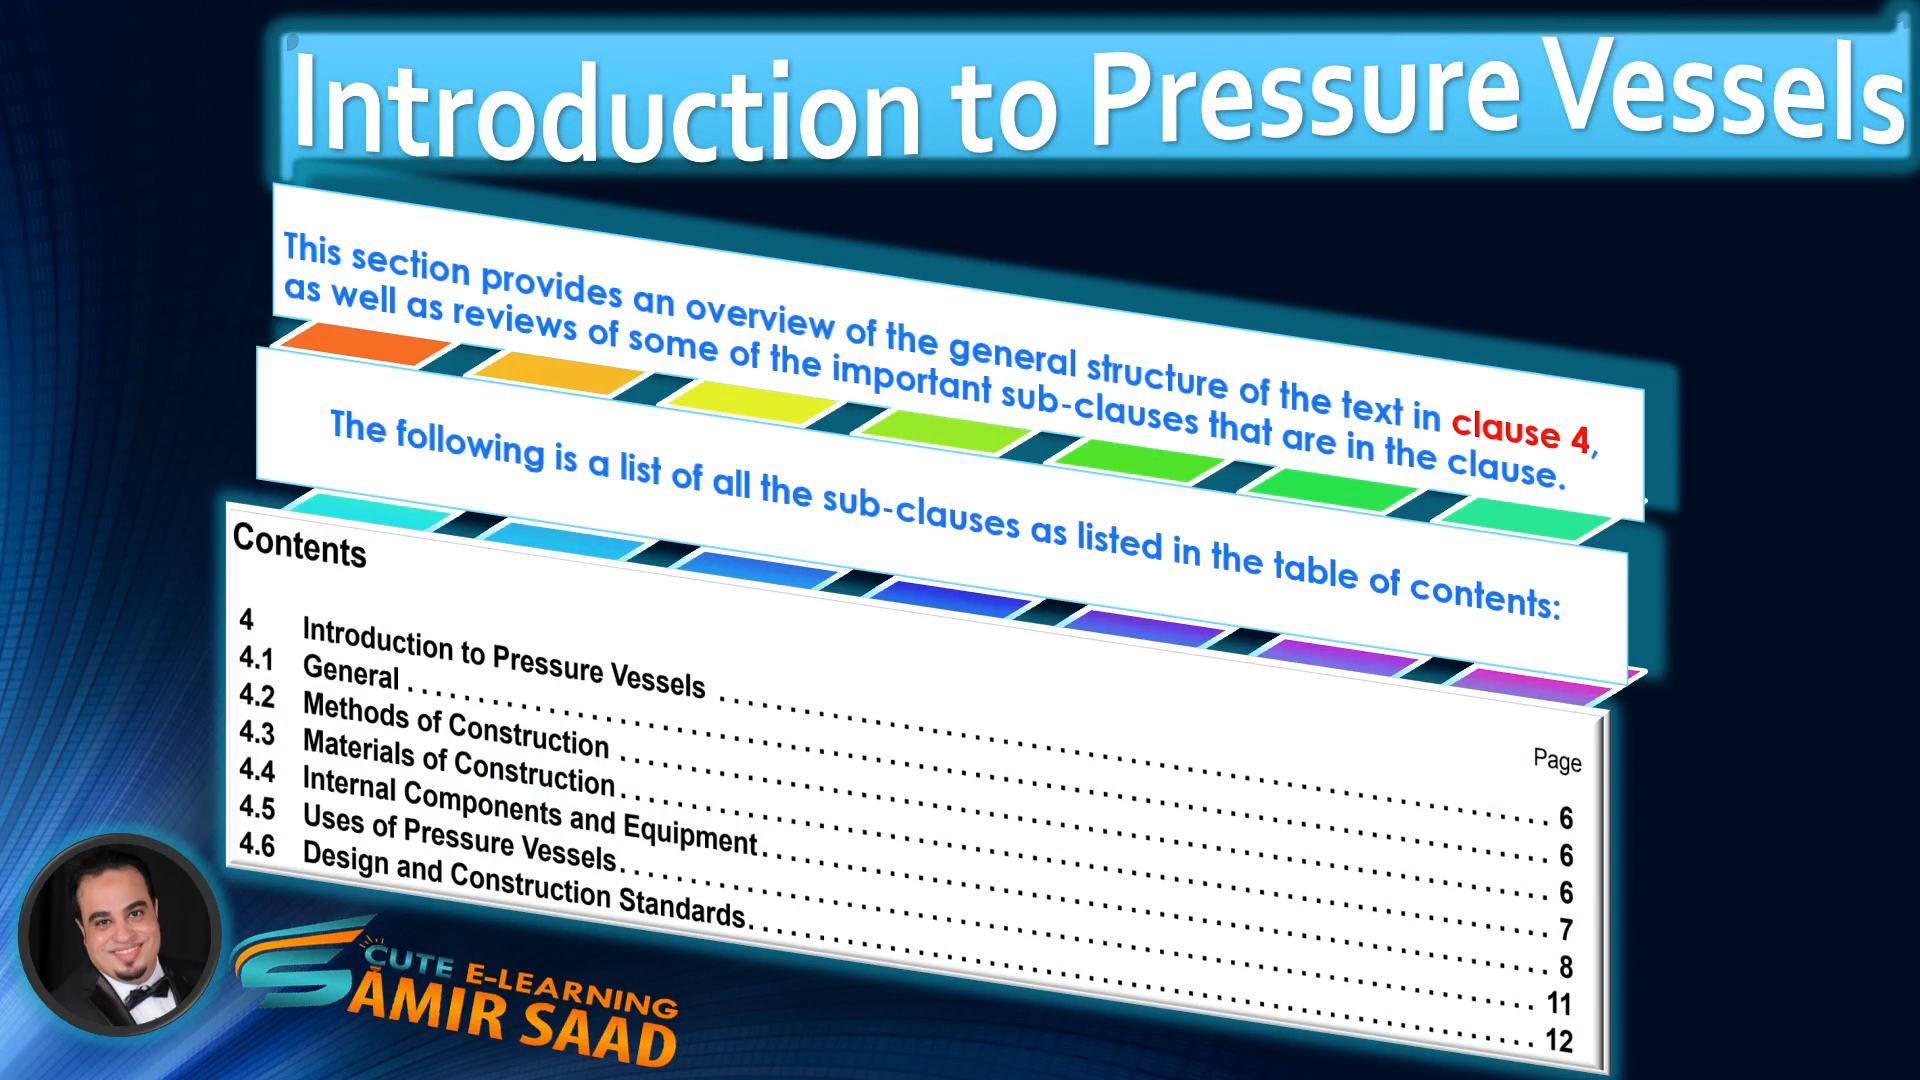 Introduction to Pressure Vessels
This section provides an overview of the general structure of the text in clause 4,
as well as reviews of some of the important sub-clauses that are in the clause.
The following is a list of all the sub-clauses as listed in the table of contents:
Contents
Page
4 Introduction to Pressure Vessels . . . . . . . . . . 6
4.1 General . . . . . . . . . . 6
4.2 Methods of Construction . . . . . . . . . . 6
4.3 Materials of Construction . . . . . . . . . . 7
4.4 Internal Components and Equipment . . . . . . . . . . 8
4.5 Uses of Pressure Vessels . . . . . . . . . . 11
4.6 Design and Construction Standards . . . . . . . . . . 12
CUTE E-LEARNING
ĀMIR SAAD